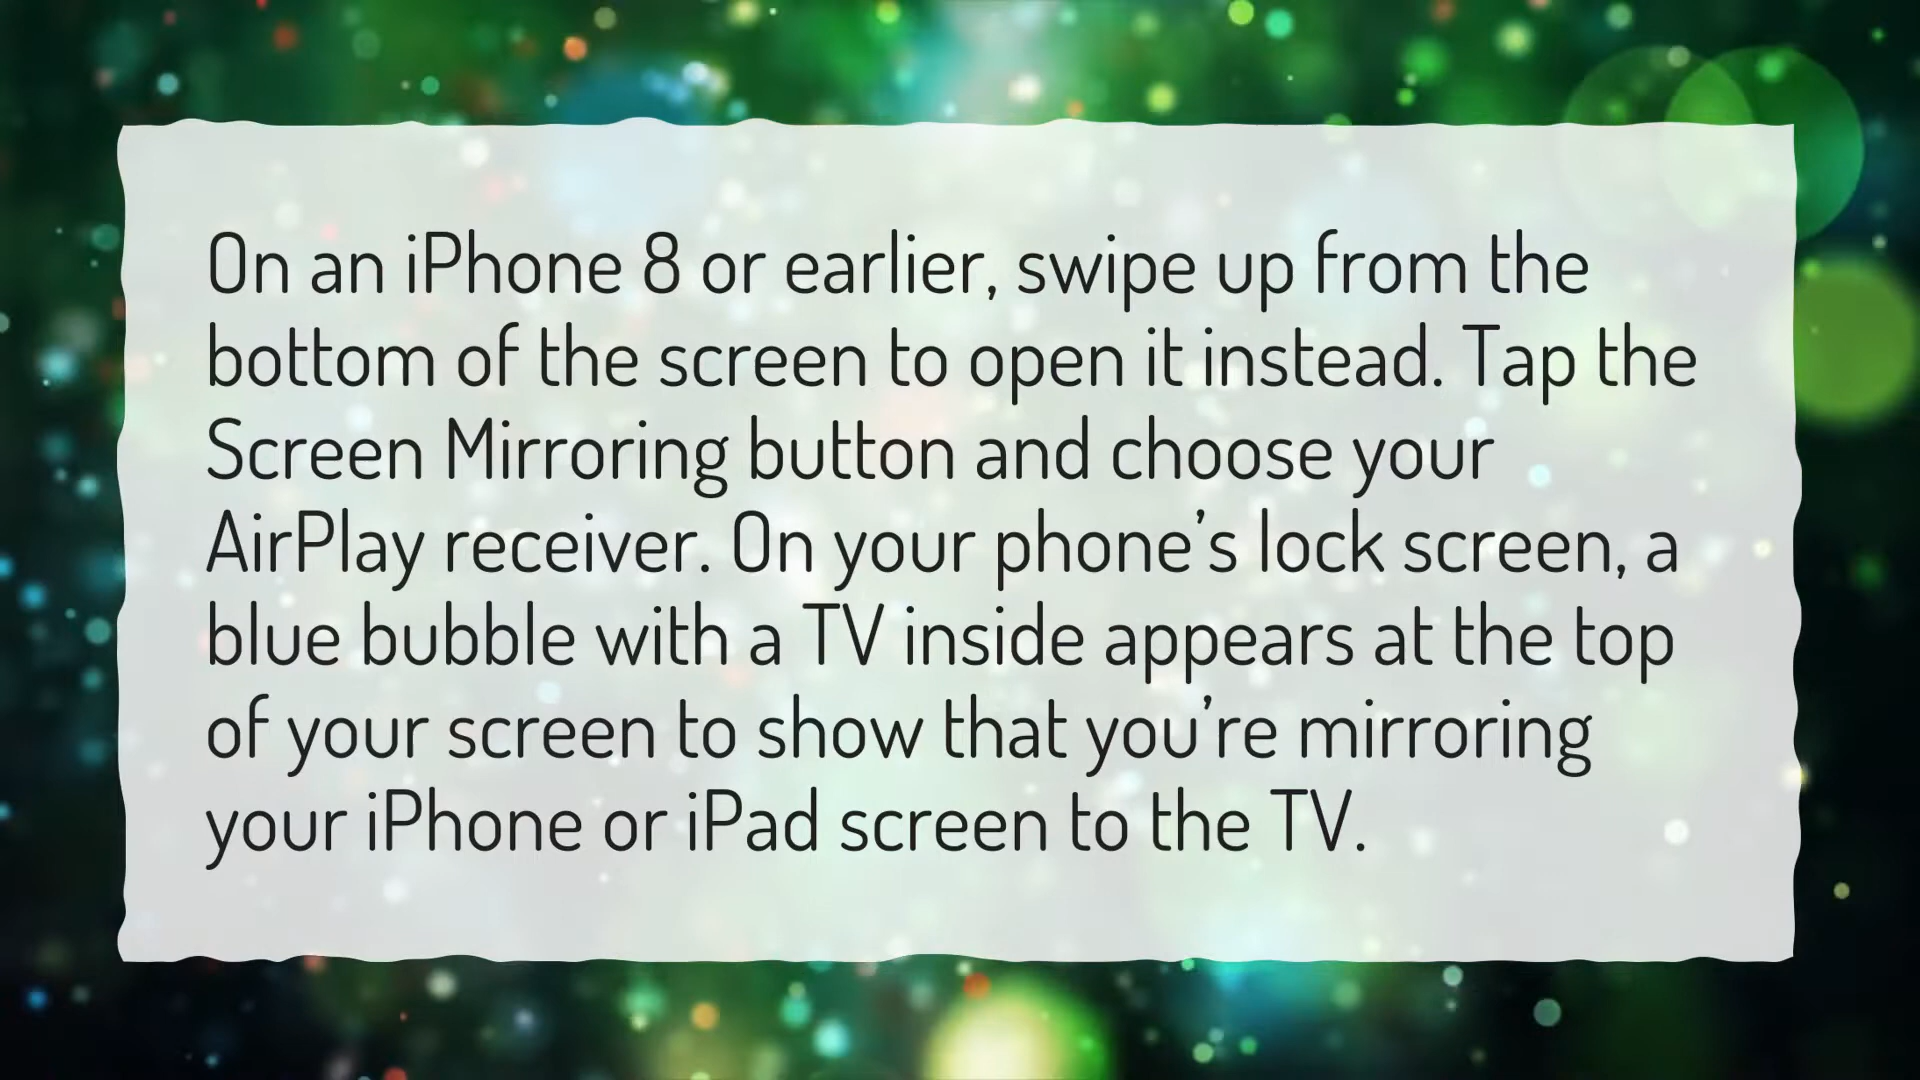 On an iPhone 8 or earlier, swipe up from the
bottom of the screen to open it instead. Tap the
Screen Mirroring button and choose your
AirPlay receiver. On your phone’s lock screen, a
blue bubble with a TV inside appears at the top
of your screen to show that you’re mirroring
your iPhone or iPad screen to the TV.